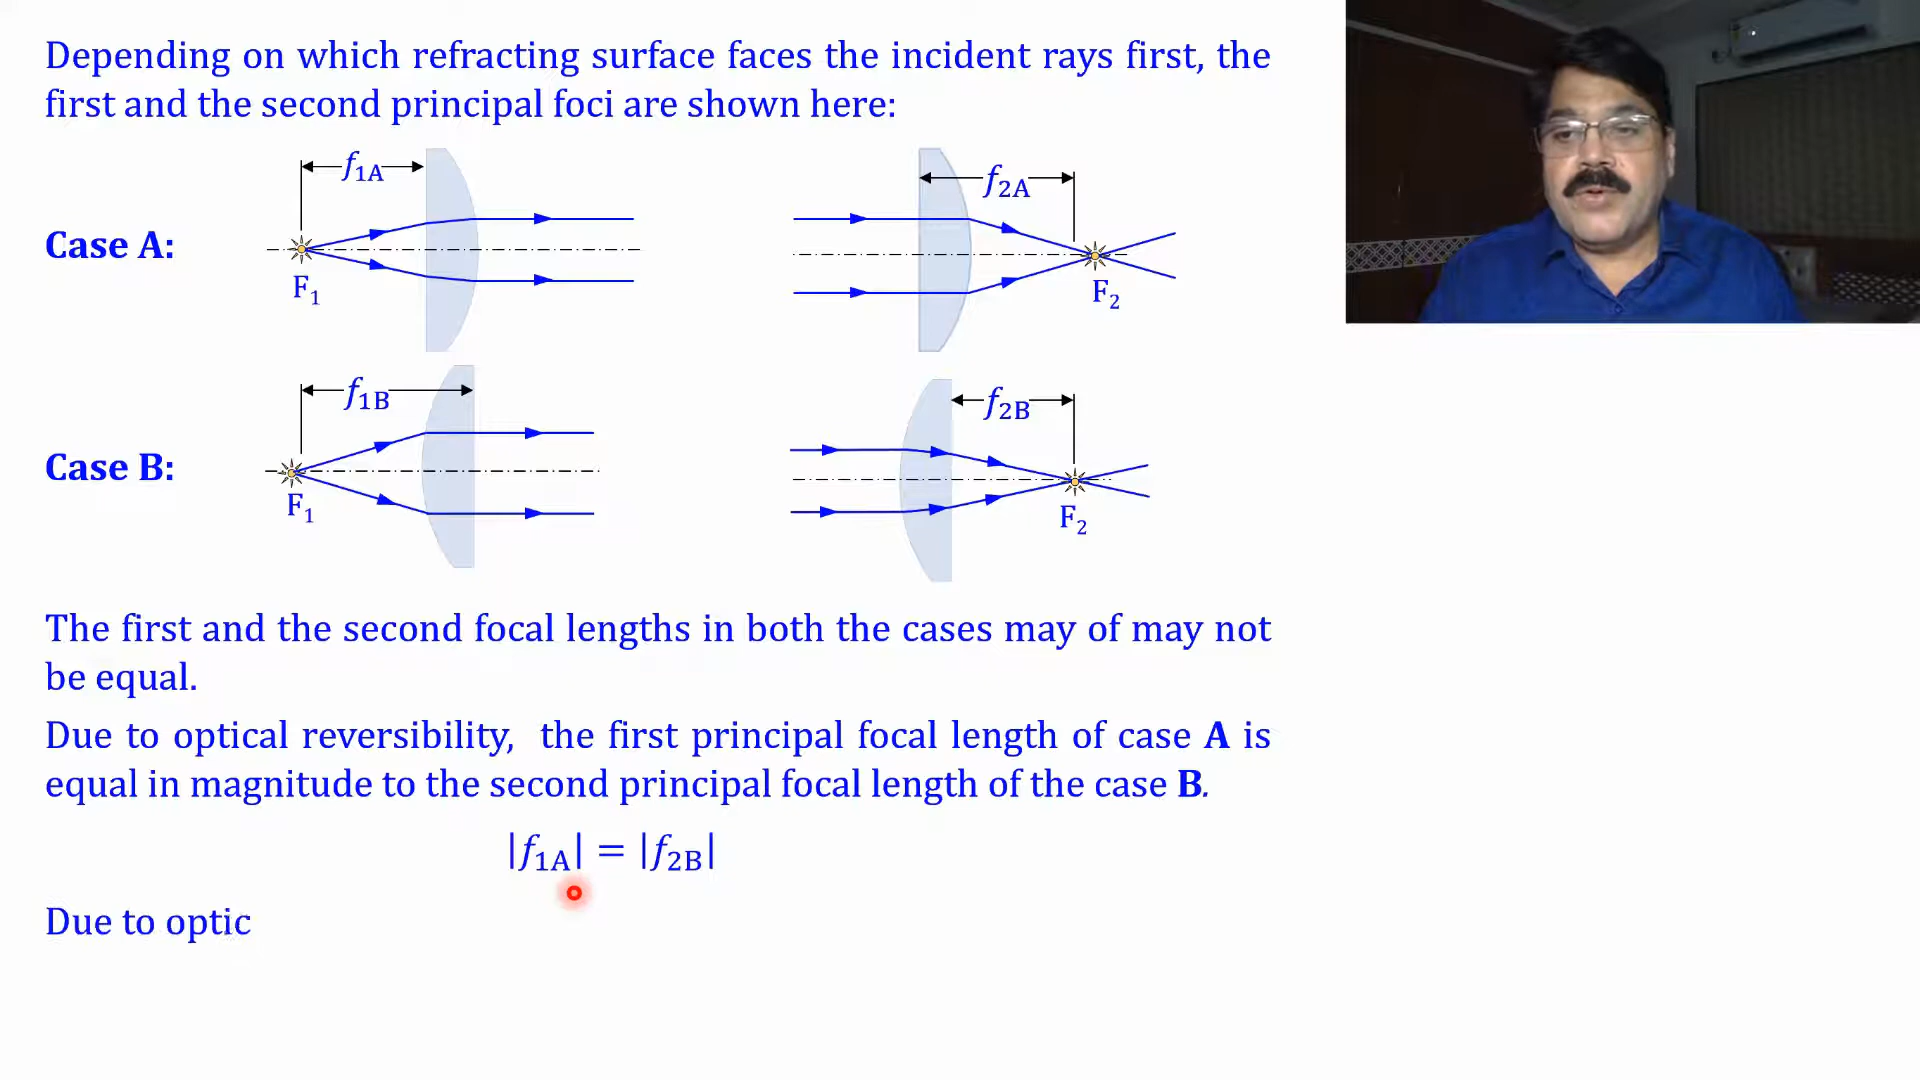 Depending on which refracting surface faces the incident rays first, the
first and the second principal foci are shown here:
f1A
f2A
Case A:
F1
F2
f1B
f2B
Case B:
F1
F2
The first and the second focal lengths in both the cases may of may not
be equal.
Due to optical reversibility, the first principal focal length of case A is
equal in magnitude to the second principal focal length of the case B.
|f1A| = |f2B|
Due to optic